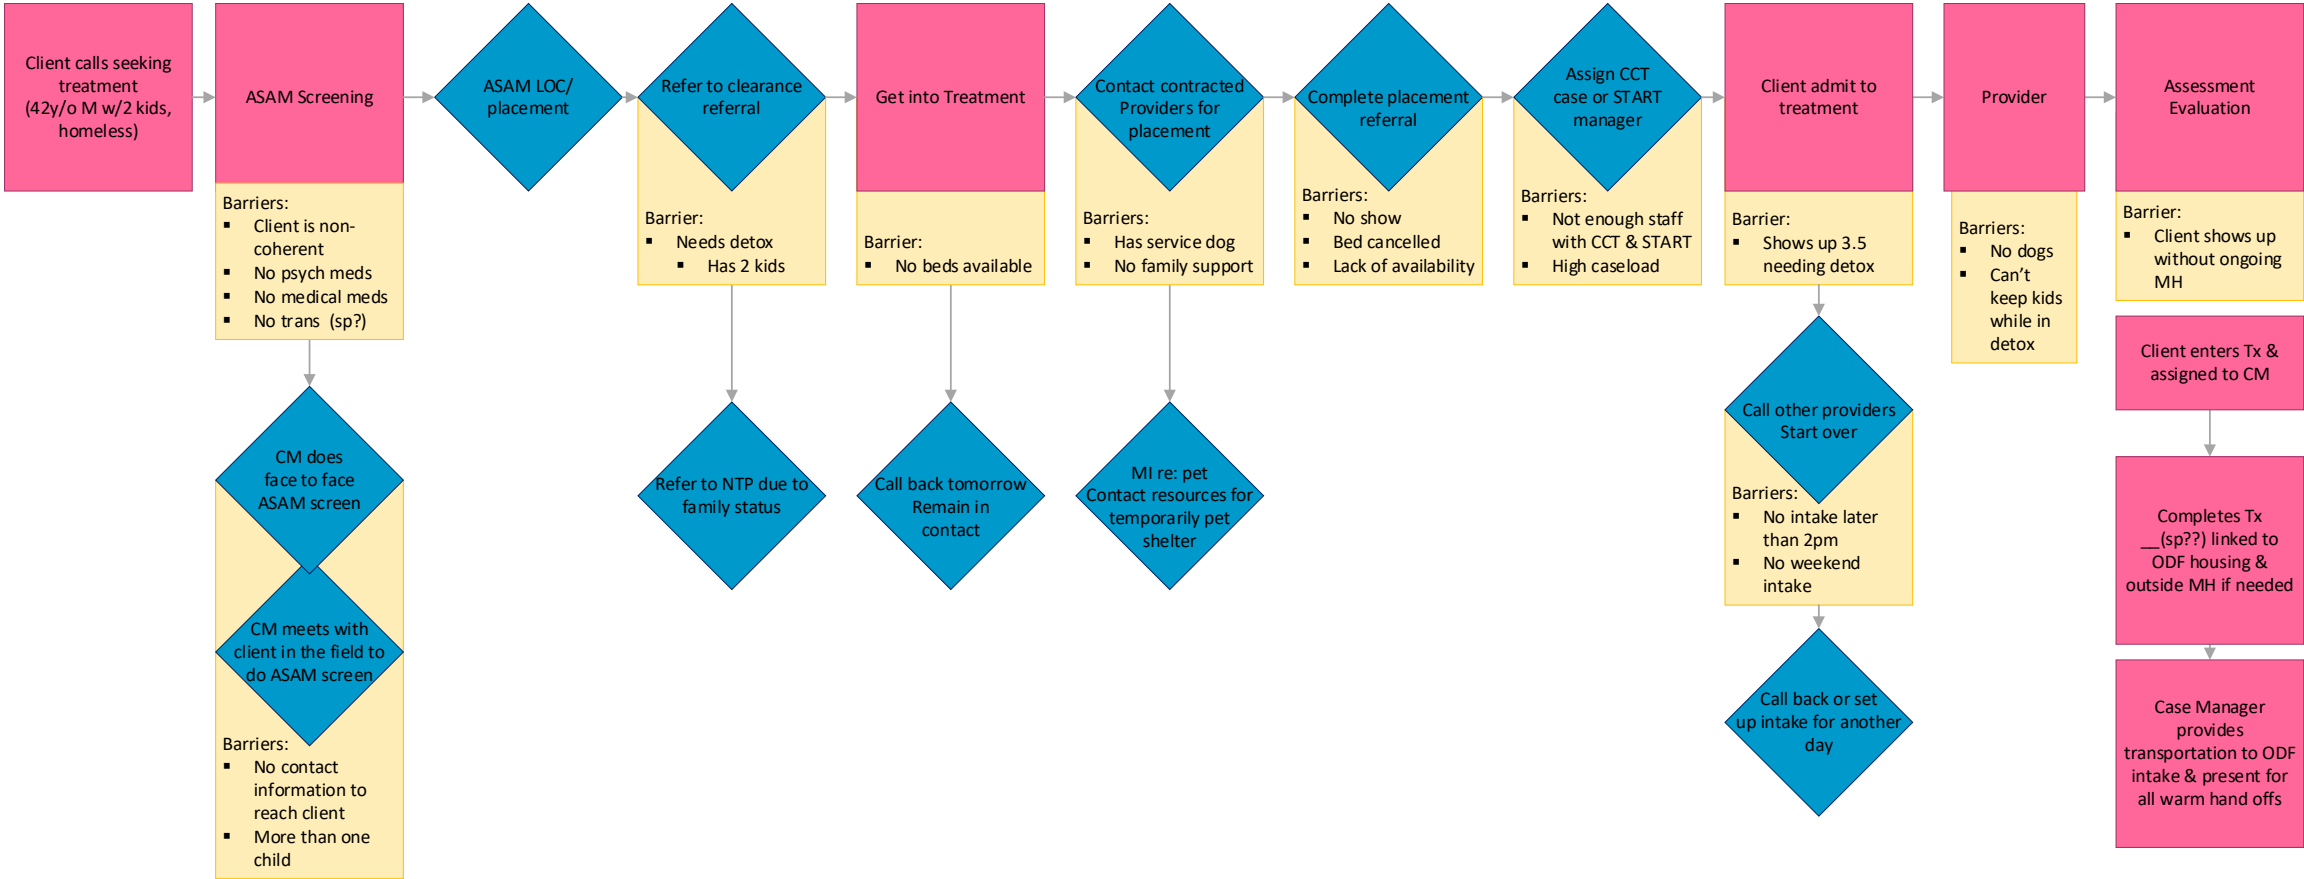 Client calls seeking
treatment
(42y/o M w/2 kids,
homeless)
ASAM Screening
Barriers:
▪ Client is non-
coherent
▪ No psych meds
▪ No medical meds
▪ No trans (sp?)
CM does
face to face
ASAM screen
CM meets with
client in the field to
do ASAM screen
Barriers:
▪ No contact
information to
reach client
▪ More than one
child
ASAM LOC/
placement
Refer to clearance
referral
Barrier:
▪ Needs detox
▪ Has 2 kids
Refer to NTP due to
family status
Get into Treatment
Barrier:
▪ No beds available
Call back tomorrow
Remain in
contact
Contact contracted
Providers for
placement
Barriers:
▪ Has service dog
▪ No family support
MI re: pet
Contact resources for
temporarily pet
shelter
Complete placement
referral
Barriers:
▪ No show
▪ Bed cancelled
▪ Lack of availability
Assign CCT
case or START
manager
Barriers:
▪ Not enough staff
with CCT & START
▪ High caseload
Client admit to
treatment
Barrier:
▪ Shows up 3.5
needing detox
Call other providers
Start over
Barriers:
▪ No intake later
than 2pm
▪ No weekend
intake
Call back or set
up intake for another
day
Provider
Barriers:
▪ No dogs
▪ Can’t
keep kids
while in
detox
Assessment
Evaluation
Barrier:
▪ Client shows up
without ongoing
MH
Client enters Tx &
assigned to CM
Completes Tx
__(sp??) linked to
ODF housing &
outside MH if needed
Case Manager
provides
transportation to ODF
intake & present for
all warm hand offs